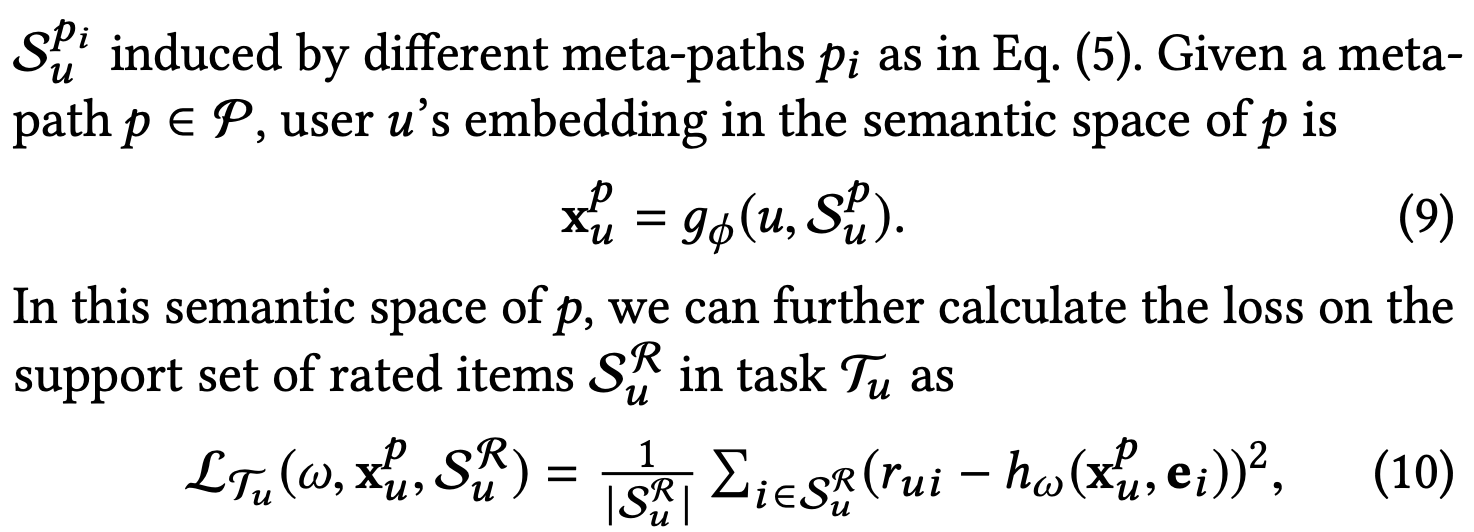 𝒮_u^{p_i} induced by different meta-paths p_i as in Eq. (5). Given a meta-
path p ∈ 𝒫, user u's embedding in the semantic space of p is
𝐱_u^p = g_ϕ(u, 𝒮_u^p). (9)
In this semantic space of p, we can further calculate the loss on the
support set of rated items 𝒮_u^ℛ in task 𝒯_u as
ℒ_{𝒯_u}(ω, 𝐱_u^p, 𝒮_u^ℛ) = \frac{1}{|𝒮_u^ℛ|} ∑_{i∈𝒮_u^ℛ}(r_{ui} − h_ω(𝐱_u^p, 𝐞_i))^2, (10)